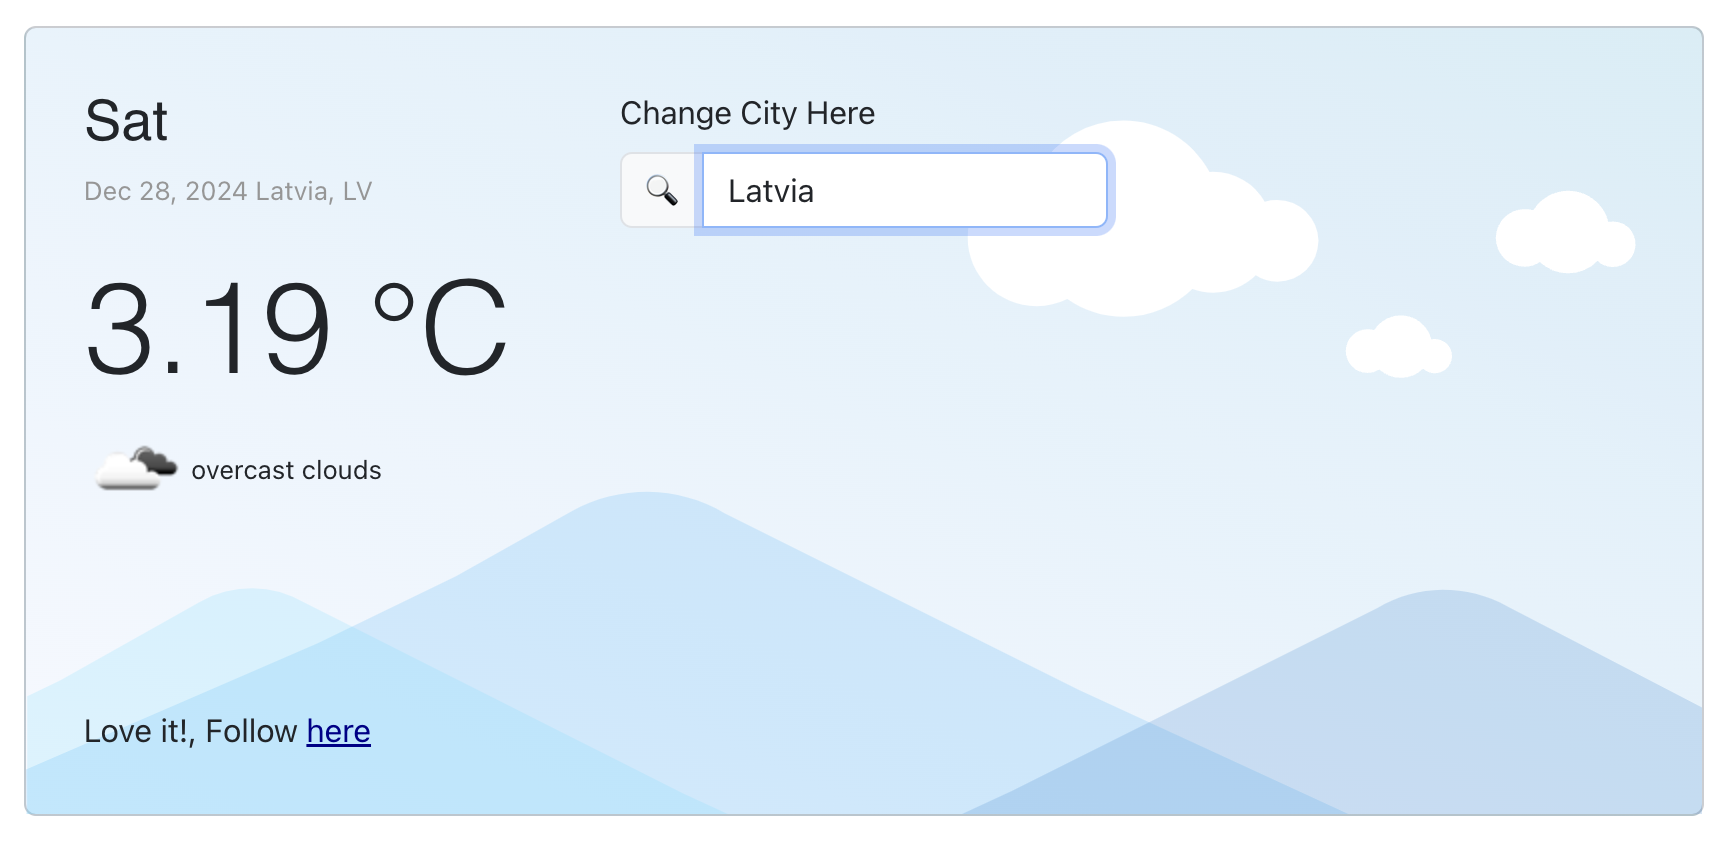 Sat
Dec 28, 2024 Latvia, LV
3.19 °C
overcast clouds
Change City Here
Latvia
Love it!, Follow here